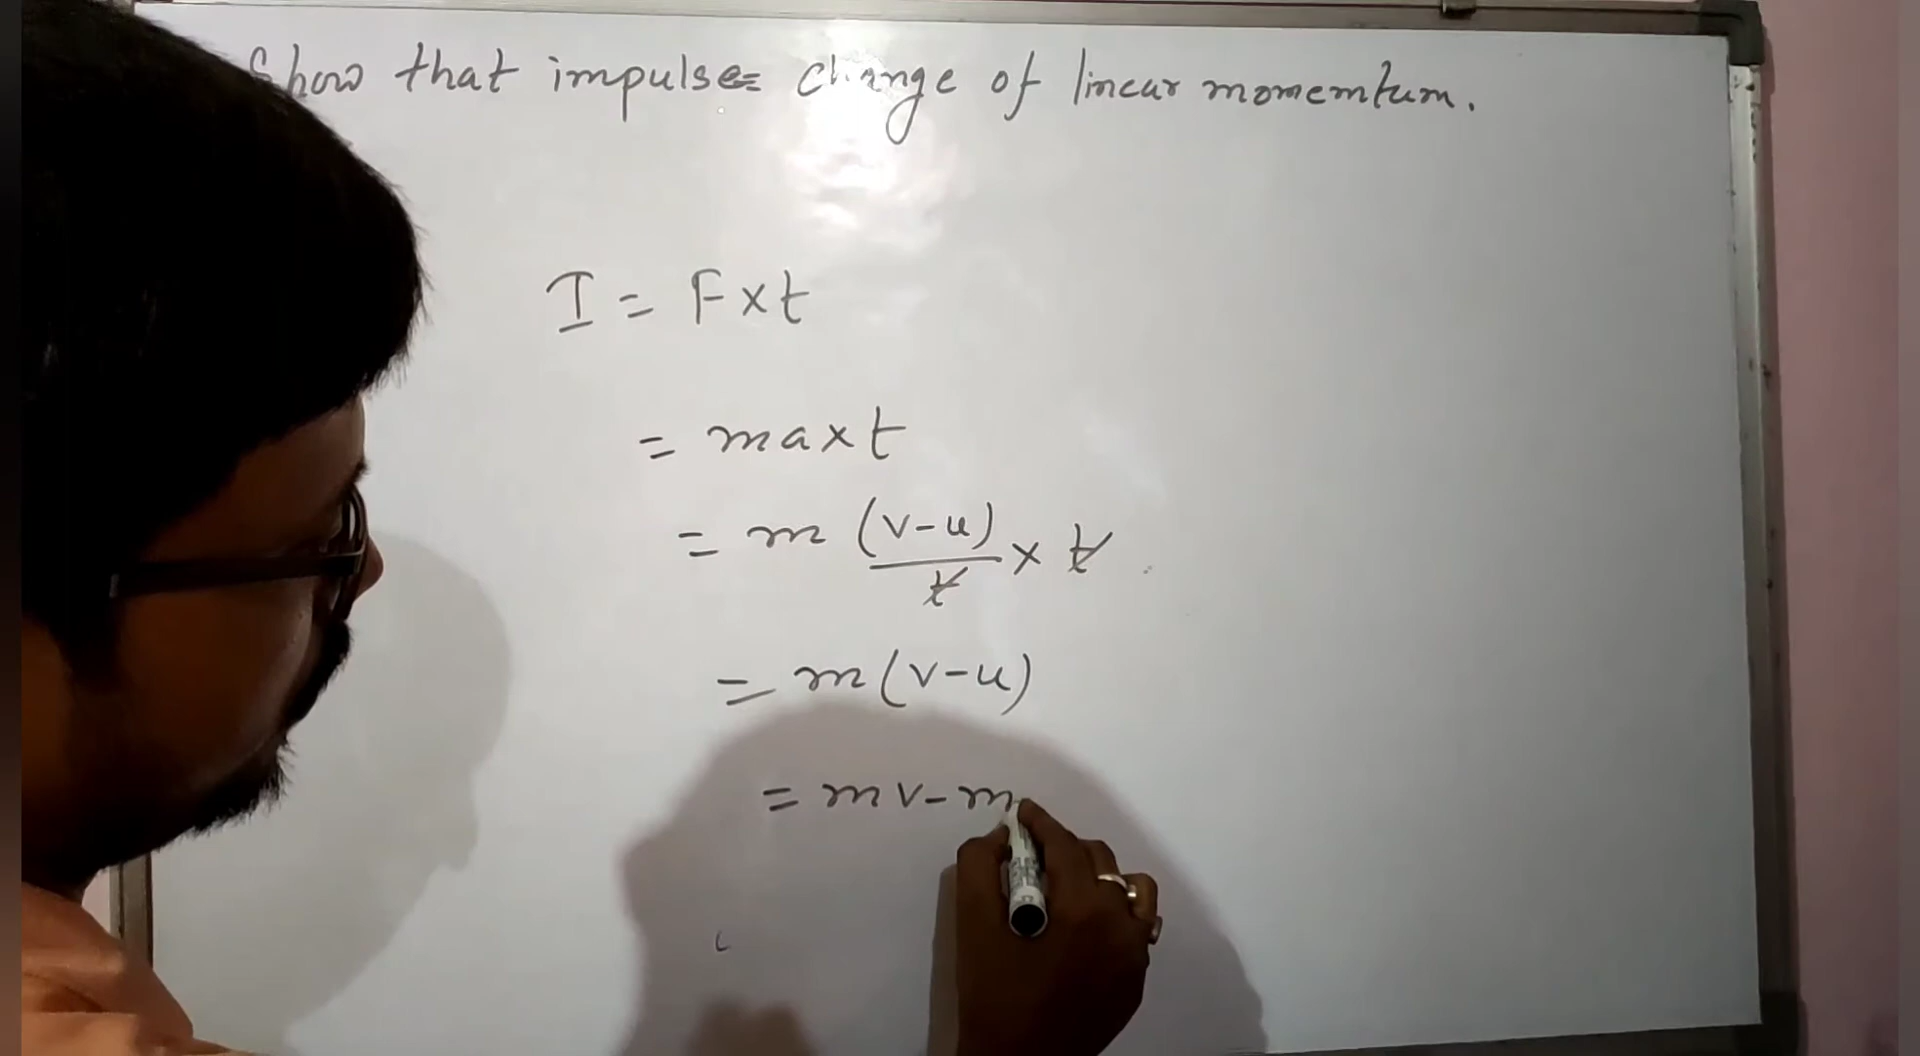 Show that impulse= change of linear momentum.
I = F x t
= ma x t
= m (v-u)/t x t
= m (v-u)
= mv - m